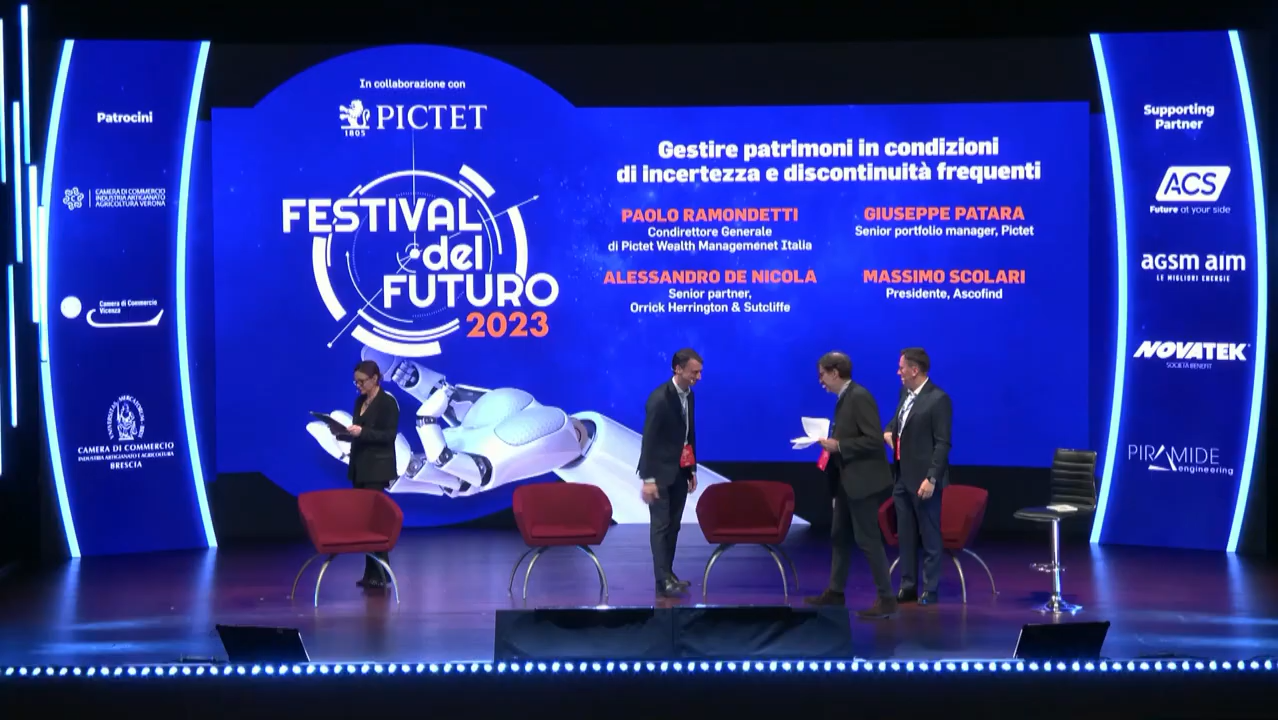 Patrocini
CAMERA DI COMMERCIO
INDUSTRIA ARTIGIANATO
AGRICOLTURA VERONA
Camera di Commercio
Vicenza
CAMERA DI COMMERCIO
INDUSTRIA ARTIGIANATO E AGRICOLTURA
BRESCIA
In collaborazione con
1805
PICTET
FESTIVAL
del
FUTURO
2023
Gestire patrimoni in condizioni
di incertezza e discontinuità frequenti
PAOLO RAMONDETTI
Condirettore Generale
di Pictet Wealth Managemenet Italia
GIUSEPPE PATARA
Senior portfolio manager, Pictet
ALESSANDRO DE NICOLA
Senior partner,
Orrick Herrington & Sutcliffe
MASSIMO SCOLARI
Presidente, Ascofind
Supporting
Partner
ACS
Future at your side
agsm aim
LE MIGLIORI ENERGIE
NOVATEK
SOCIETÀ BENEFIT
PIRAMIDE
engineering